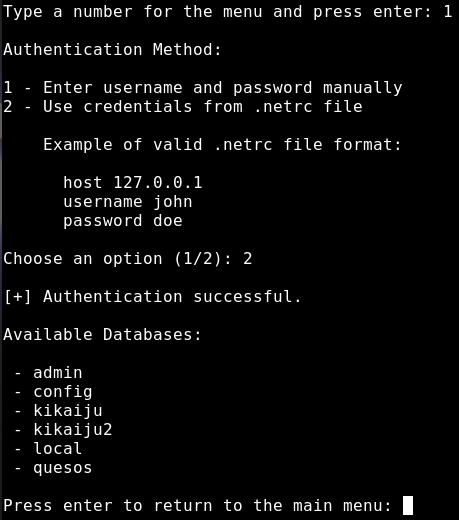 Type a number for the menu and press enter: 1
Authentication Method:
1 - Enter username and password manually
2 - Use credentials from .netrc file
Example of valid .netrc file format:
host 127.0.0.1
username john
password doe
Choose an option (1/2): 2
[+] Authentication successful.
Available Databases:
- admin
- config
- kikaiju
- kikaiju2
- local
- quesos
Press enter to return to the main menu: